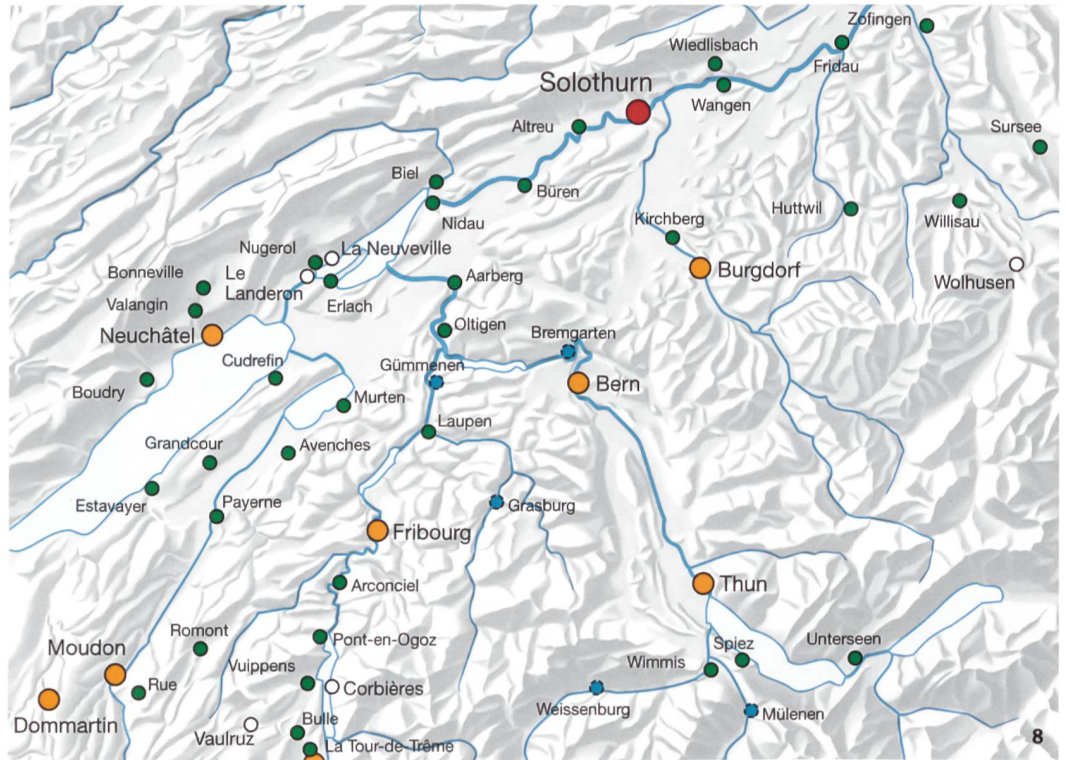 Zofingen
Wiedlisbach
Fridau
Solothurn
Wangen
Altreu
Sursee
Biel
Büren
Nidau
Huttwil
Willisau
Kirchberg
Nugerol
La Neuveville
Bonneville
Le
Landeron
Aarberg
Burgdorf
Wolhusen
Valangin
Erlach
Neuchâtel
Oltigen
Bremgarten
Cudrefin
Gümmenen
Bern
Boudry
Murten
Laupen
Grandcour
Avenches
Estavayer
Payerne
Grasburg
Fribourg
Arconciel
Thun
Romont
Pont-en-Ogoz
Moudon
Spiez
Unterseen
Vuippens
Wimmis
Rue
Corbières
Dommartin
Weissenburg
Mülenen
Bulle
Vaulruz
La Tour-de-Trême
8